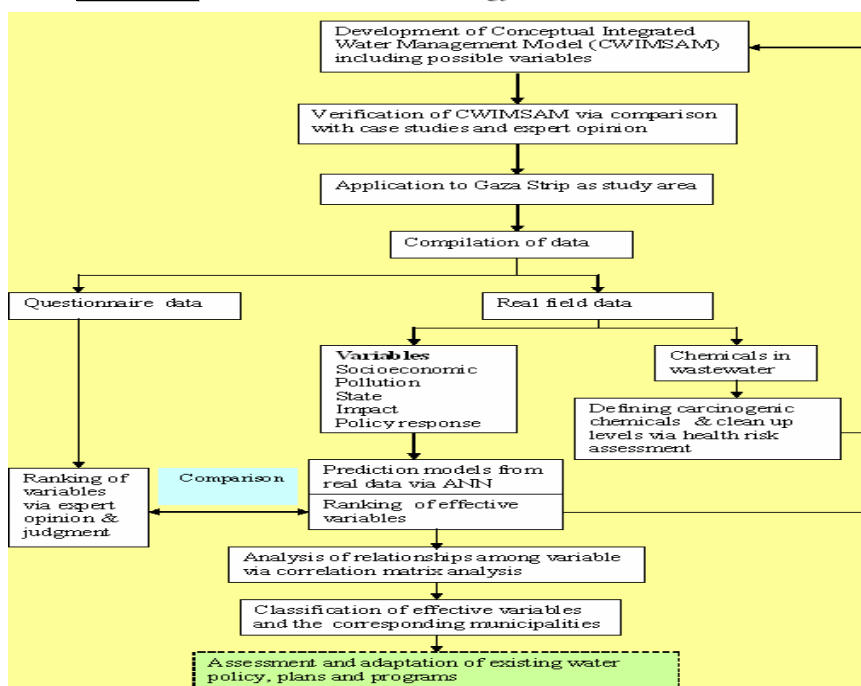 Development of Conceptual Integrated
Water Management Model (CWIMSAM)
including possible variables
Verification of CWIMSAM via comparison
with case studies and expert opinion
Application to Gaza Strip as study area
Compilation of data
Questionnaire data
Real field data
Variables
Socioeconomic
Pollution
State
Impact
Policy response
Chemicals in
wastewater
Defining carcinogenic
chemicals & clean up
levels via health risk
assessment
Ranking of
variables
via expert
opinion &
judgment
Comparison
Prediction models from
real data via ANN
Ranking of effective
variables
Analysis of relationships among variable
via correlation matrix analysis
Classification of effective variables
and the corresponding municipalities
Assessment and adaptation of existing water
policy, plans and programs